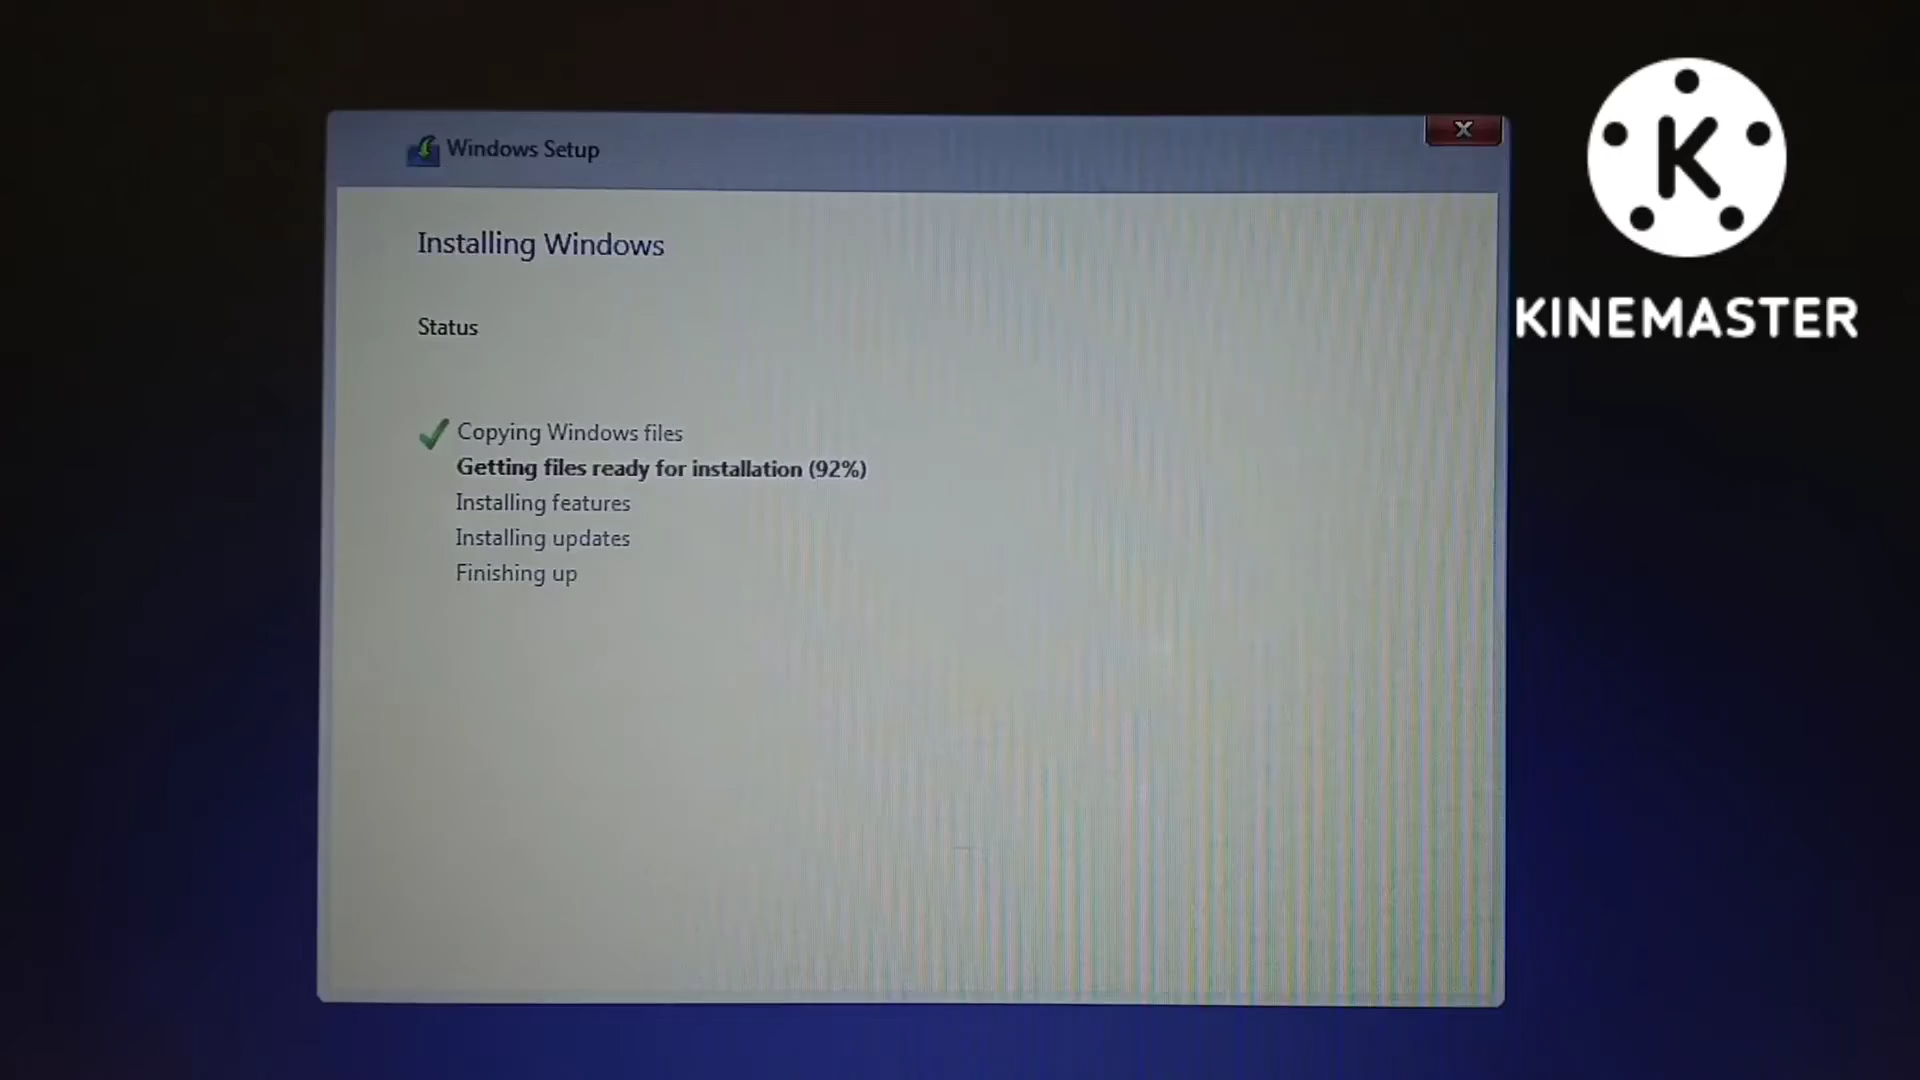 Windows Setup
Installing Windows
Status
Copying Windows files
Getting files ready for installation (92%)
Installing features
Installing updates
Finishing up
K
KINEMASTER